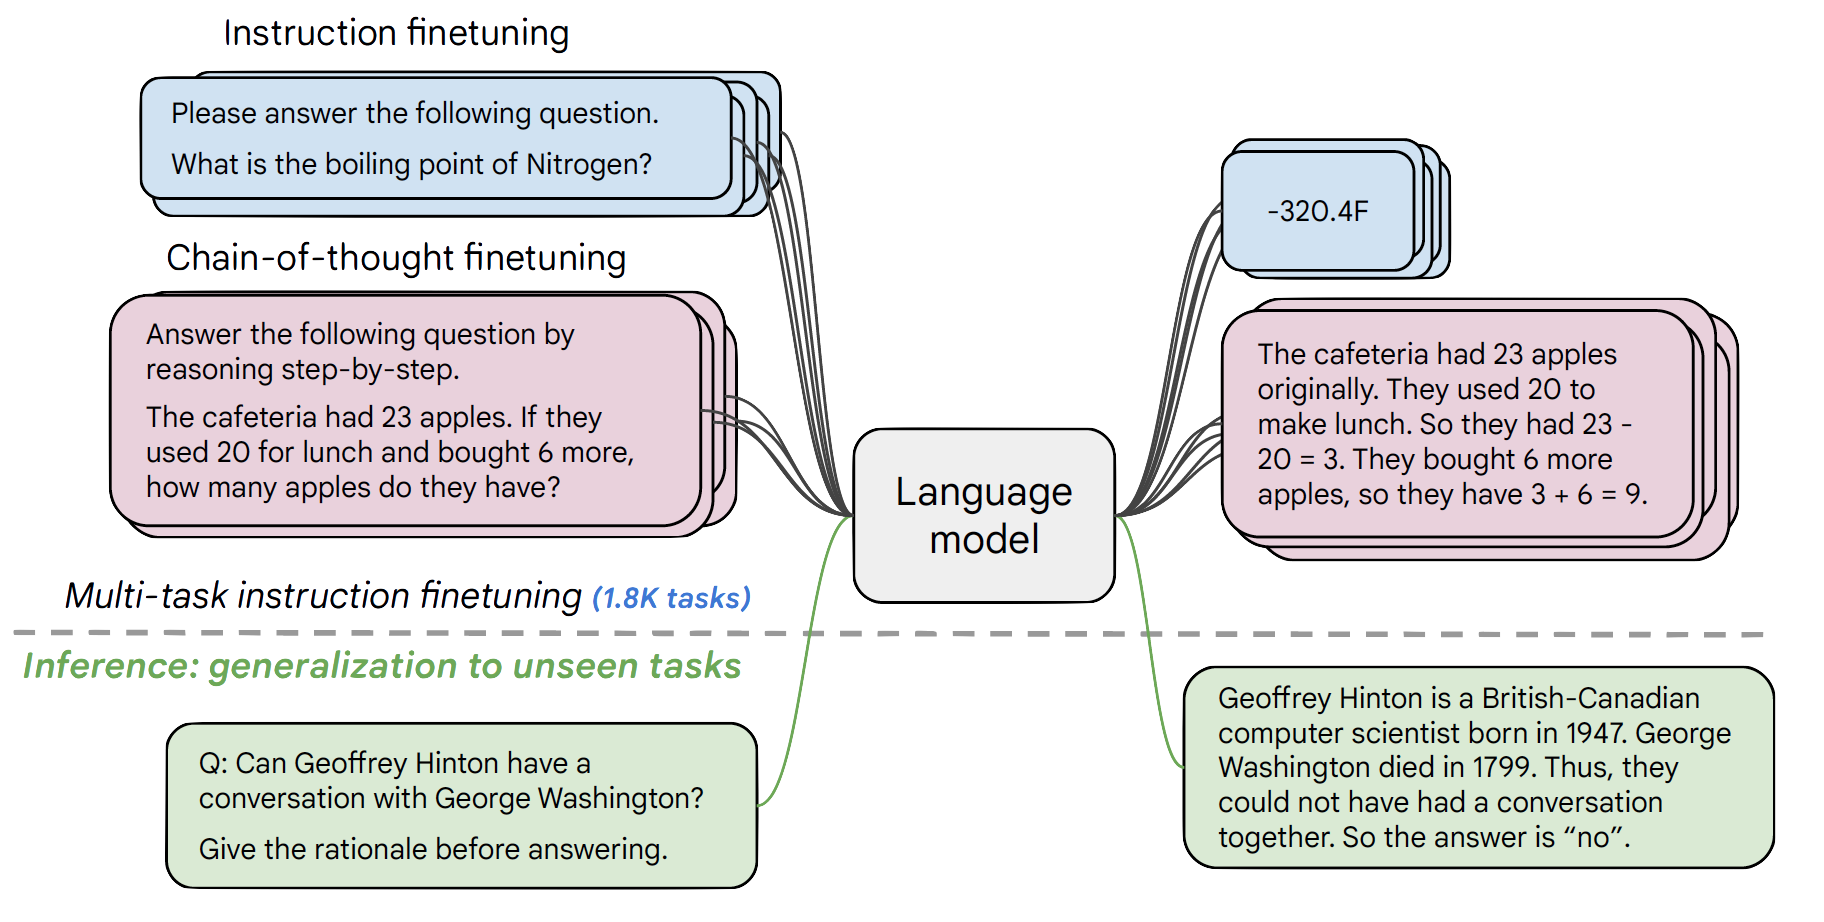 Instruction finetuning
Please answer the following question.
What is the boiling point of Nitrogen?
-320.4F
Chain-of-thought finetuning
Answer the following question by
reasoning step-by-step.
The cafeteria had 23 apples. If they
used 20 for lunch and bought 6 more,
how many apples do they have?
Language
model
The cafeteria had 23 apples
originally. They used 20 to
make lunch. So they had 23 -
20 = 3. They bought 6 more
apples, so they have 3 + 6 = 9.
Multi-task instruction finetuning (1.8K tasks)
Inference: generalization to unseen tasks
Q: Can Geoffrey Hinton have a
conversation with George Washington?
Give the rationale before answering.
Geoffrey Hinton is a British-Canadian
computer scientist born in 1947. George
Washington died in 1799. Thus, they
could not have had a conversation
together. So the answer is “no”.